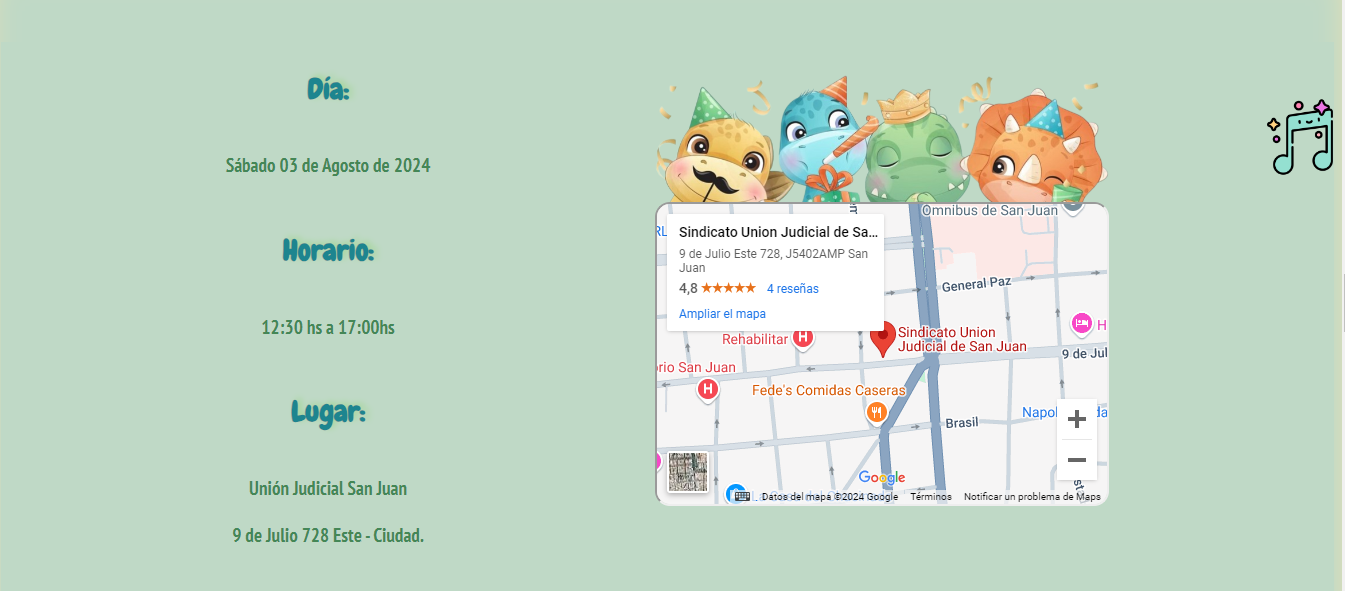 Día:
Sábado 03 de Agosto de 2024
Horario:
12:30 hs a 17:00hs
Lugar:
Unión Judicial San Juan
9 de Julio 728 Este - Ciudad.
Omnibus de San Juan
Sindicato Union Judicial de Sa...
9 de Julio Este 728, J5402AMP San
Juan
4,8 4 reseñas
Ampliar el mapa
General Paz
Rehabilitar
H
Sindicato Union
Judicial de San Juan
H
9 de Jul
rio San Juan
H
Fede's Comidas Caseras
Brasil
Google
Datos del mapa ©2024 Google Términos Notificar un problema de Maps